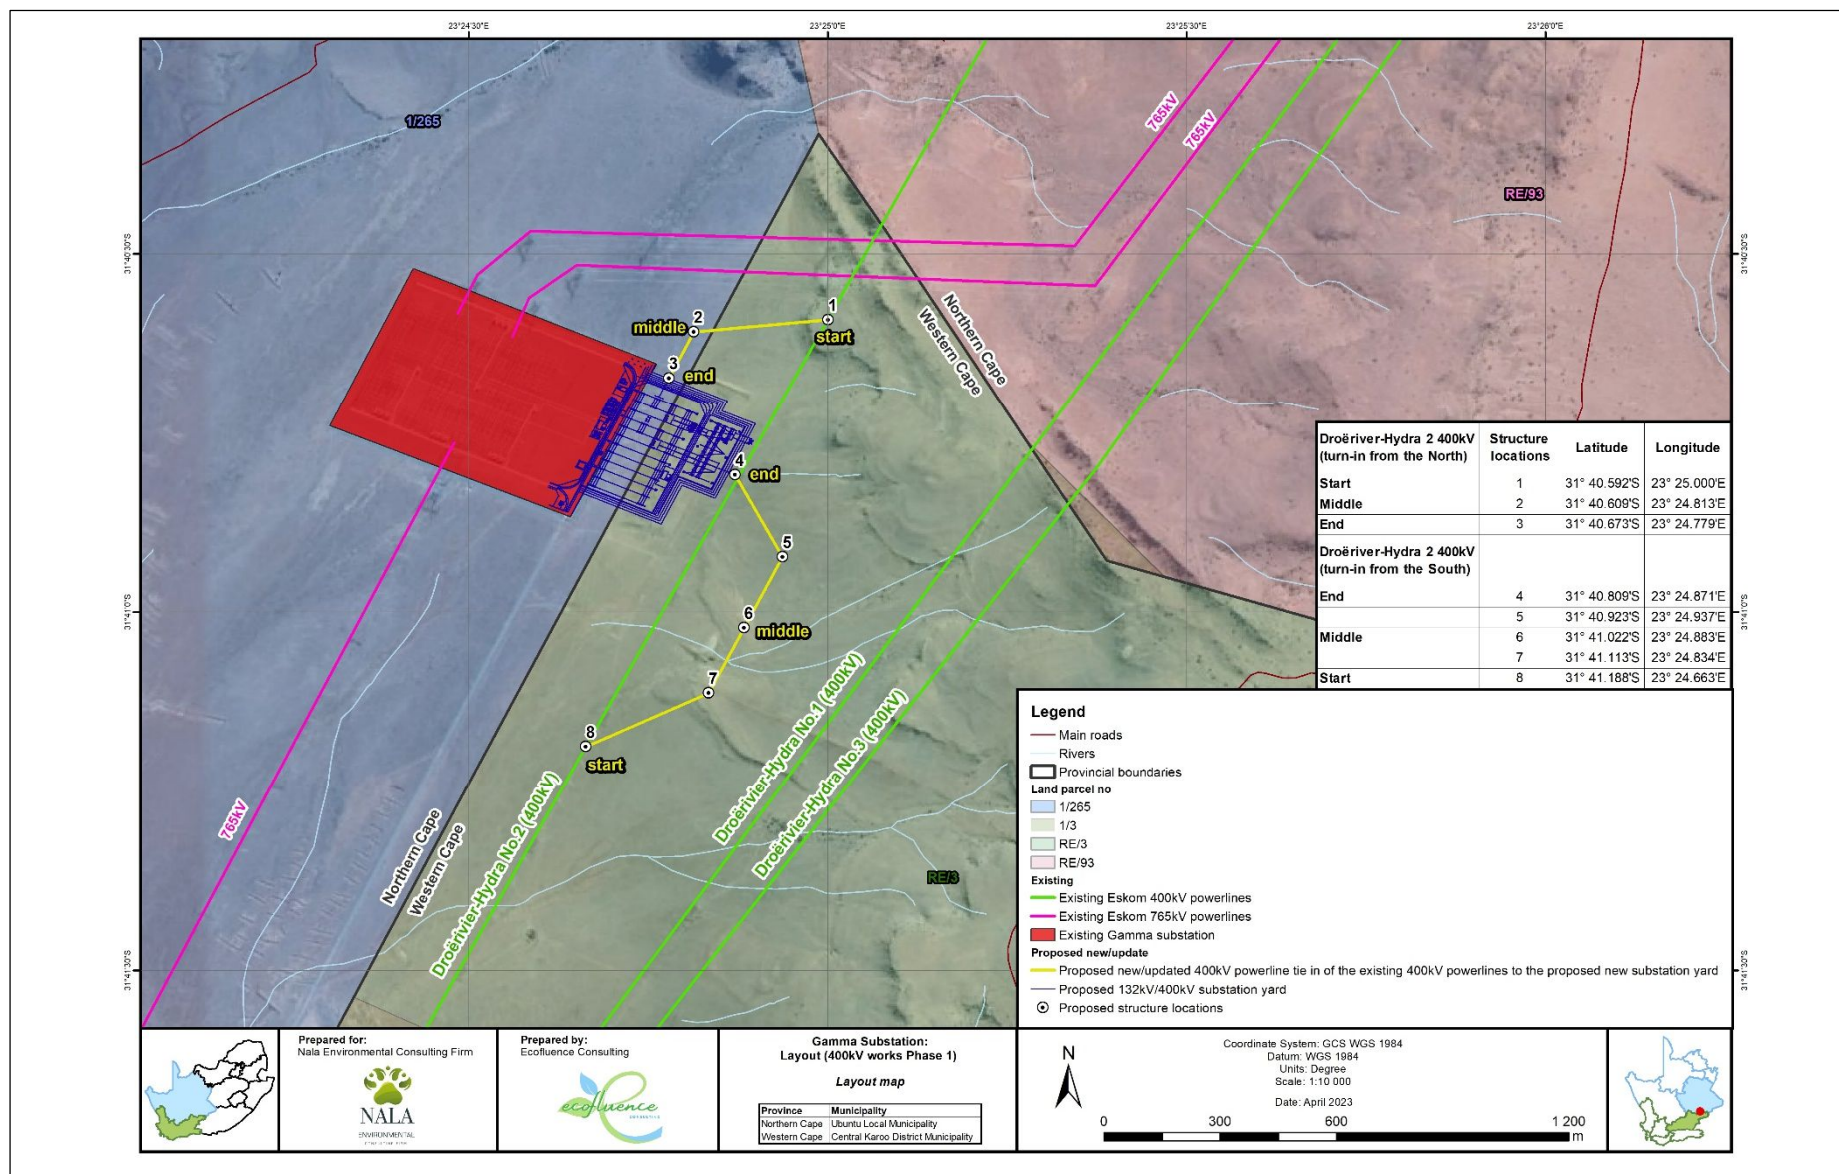 23°24'30"E
23°25'0"E
23°25'30"E
23°26'0"E
31°40'30"S
31°40'30"S
31°41'0"S
31°41'0"S
31°41'30"S
31°41'30"S
1/265
765kV
765kV
RE/93
Northern Cape
Western Cape
1
start
2
middle
3
end
4
end
5
6
middle
7
8
start
765kV
Northern Cape
Western Cape
Droërivier-Hydra No.2 (400kV)
Droërivier-Hydra No.1 (400kV)
Droërivier-Hydra No.3 (400kV)
RE/3
Droëriver-Hydra 2 400kV (turn-in from the North) Structure locations Latitude Longitude
Start 1 31° 40.592'S 23° 25.000'E
Middle 2 31° 40.609'S 23° 24.813'E
End 3 31° 40.673'S 23° 24.779'E
Droëriver-Hydra 2 400kV
(turn-in from the South)
End 4 31° 40.809'S 23° 24.871'E
5 31° 40.923'S 23° 24.937'E
Middle 6 31° 41.022'S 23° 24.883'E
7 31° 41.113'S 23° 24.834'E
Start 8 31° 41.188'S 23° 24.663'E
Legend
Main roads
Rivers
Provincial boundaries
Land parcel no
1/265
1/3
RE/3
RE/93
Existing
Existing Eskom 400kV powerlines
Existing Eskom 765kV powerlines
Existing Gamma substation
Proposed new/update
Proposed new/updated 400kV powerline tie in of the existing 400kV powerlines to the proposed new substation yard
Proposed 132kV/400kV substation yard
Proposed structure locations
Prepared for:
Nala Environmental Consulting Firm
NALA
ENVIRONMENTAL
Prepared by:
Ecofluence Consulting
ecofluence
Gamma Substation:
Layout (400kV works Phase 1)
Layout map
Province Municipality
Northern Cape Ubuntu Local Municipality
Western Cape Central Karoo District Municipality
N
Coordinate System: GCS WGS 1984
Datum: WGS 1984
Units: Degree
Scale: 1:10 000
Date: April 2023
0 300 600 1 200
m